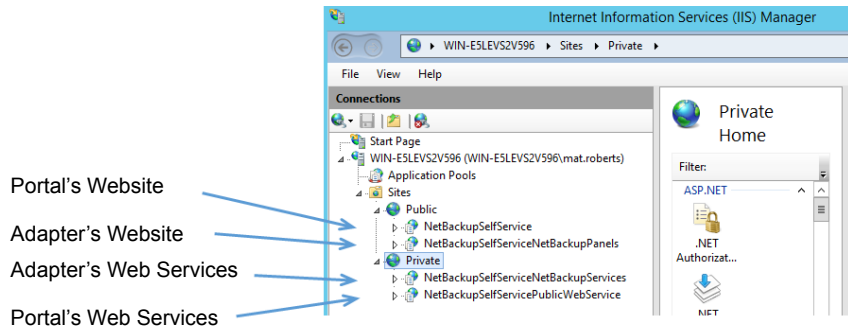 Internet Information Services (IIS) Manager
WIN-E5LEVS2V596 Sites Private
File View Help
Connections
Start Page
WIN-E5LEVS2V596 (WIN-E5LEVS2V596\mat.roberts)
Application Pools
Sites
Public
NetBackupSelfService
NetBackupSelfServiceNetBackupPanels
Private
NetBackupSelfServiceNetBackupServices
NetBackupSelfServicePublicWebService
Private
Home
Filter:
ASP.NET
.NET
Authorizat...
.NET
Portal's Website
Adapter's Website
Adapter's Web Services
Portal's Web Services